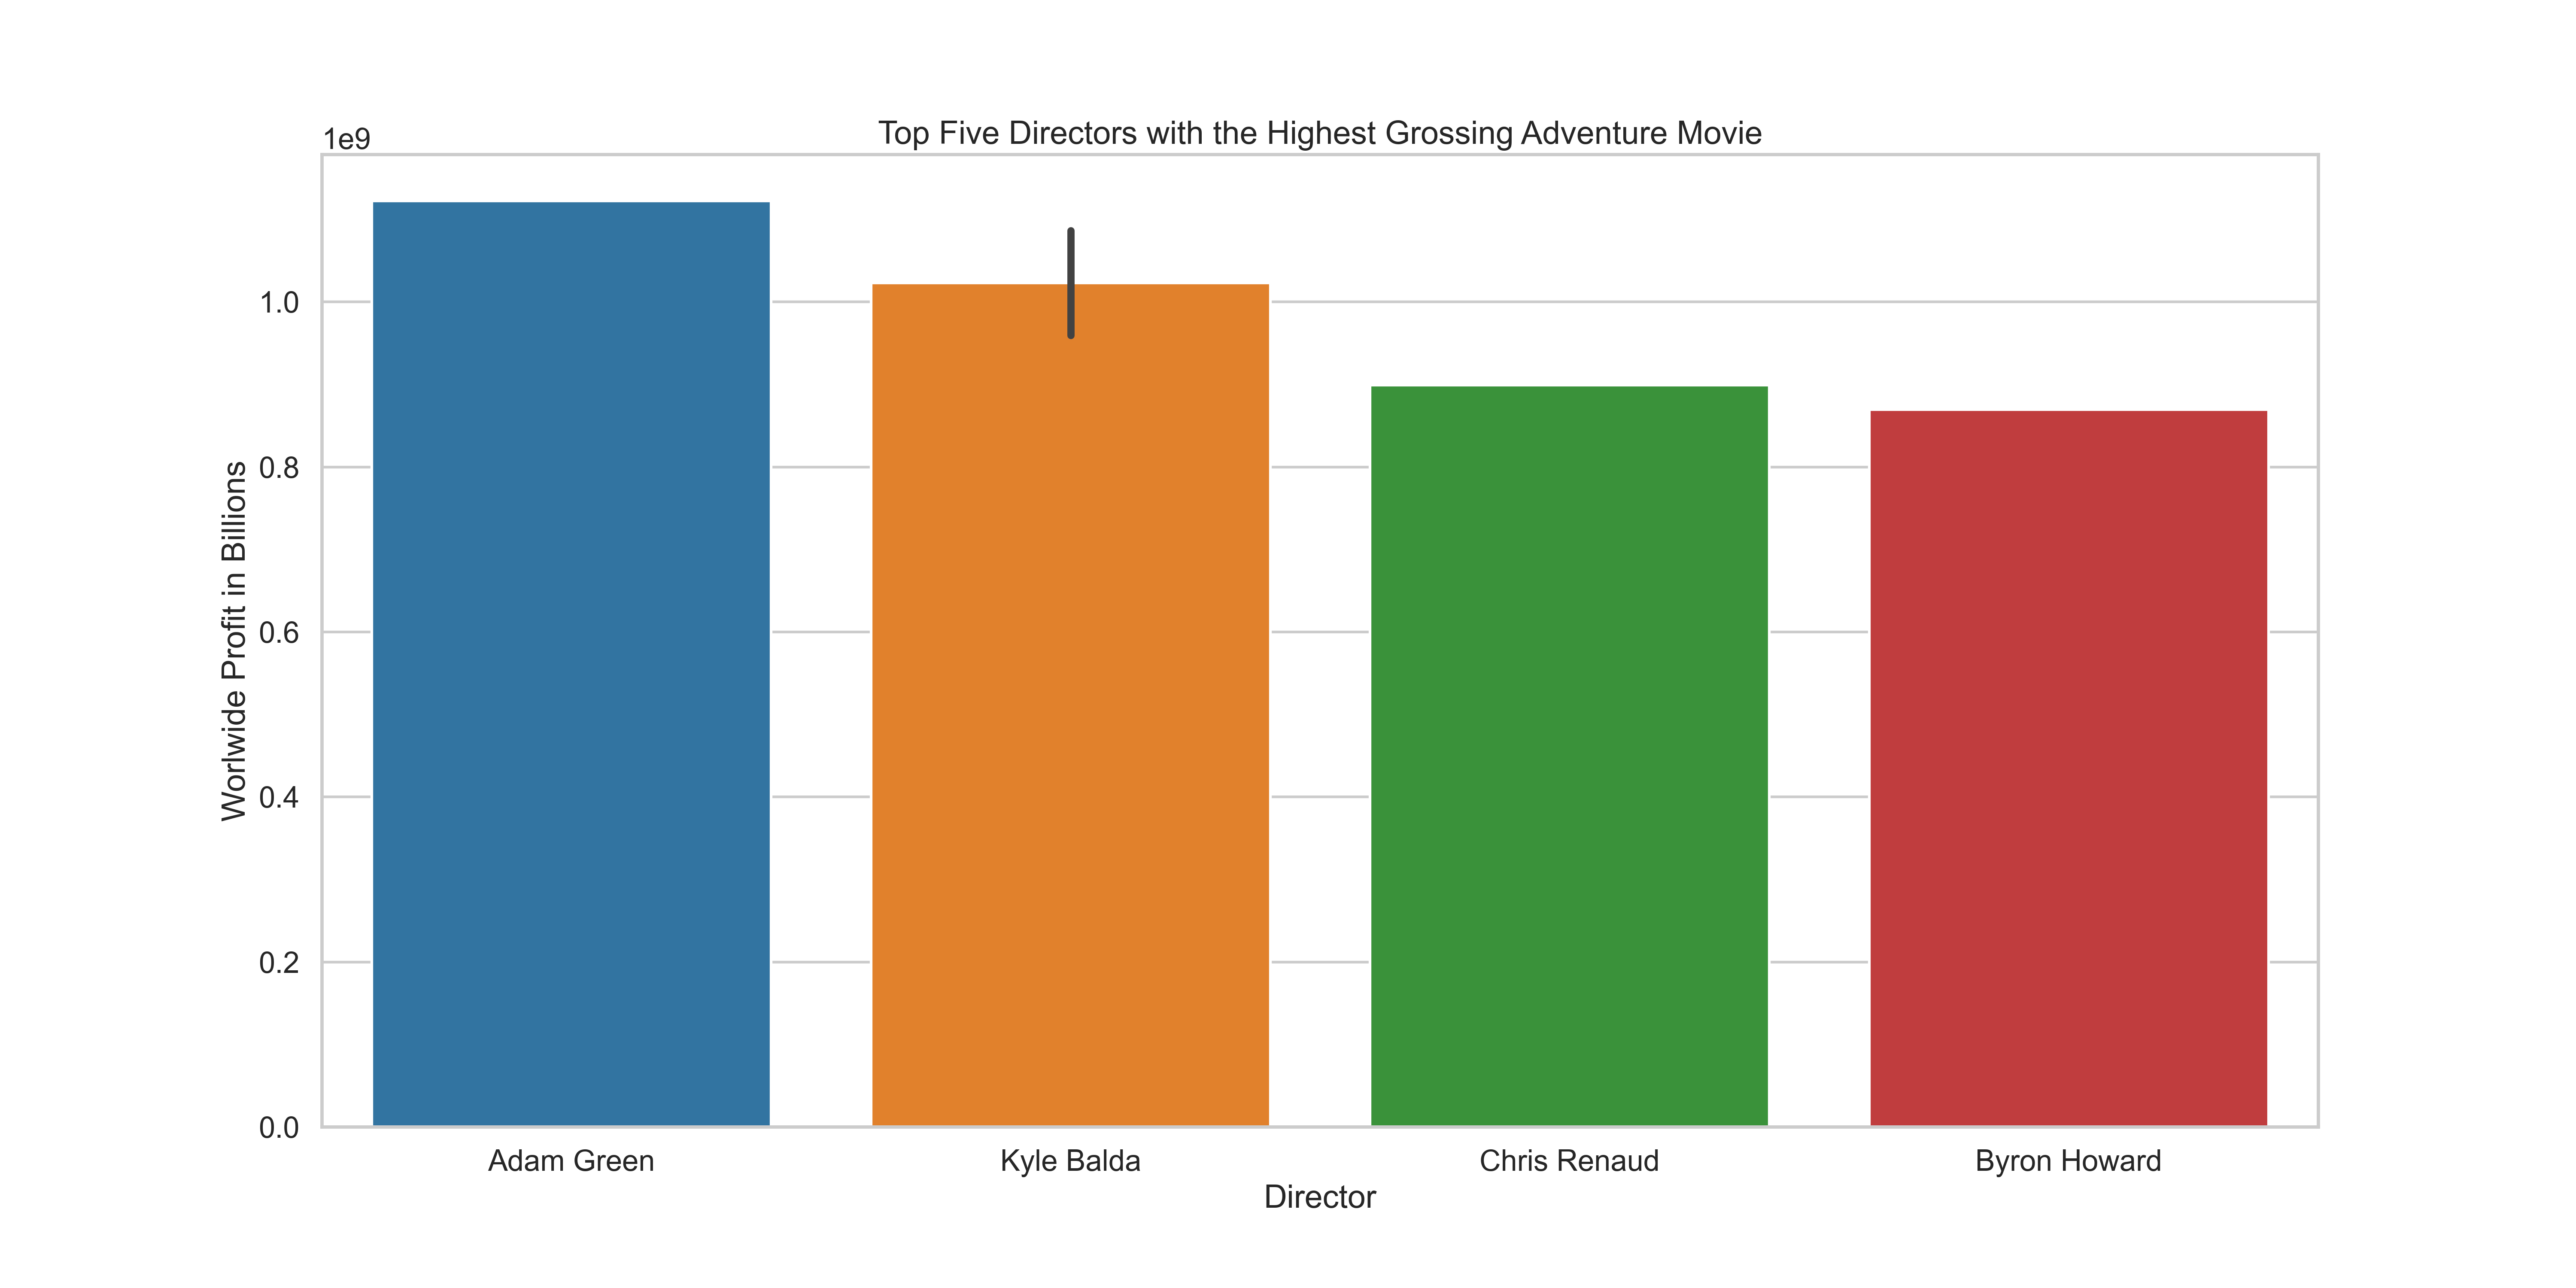 Top Five Directors with the Highest Grossing Adventure Movie
1e9
1.0
0.8
0.6
0.4
0.2
0.0
Worlwide Profit in Billions
Adam Green
Kyle Balda
Chris Renaud
Byron Howard
Director